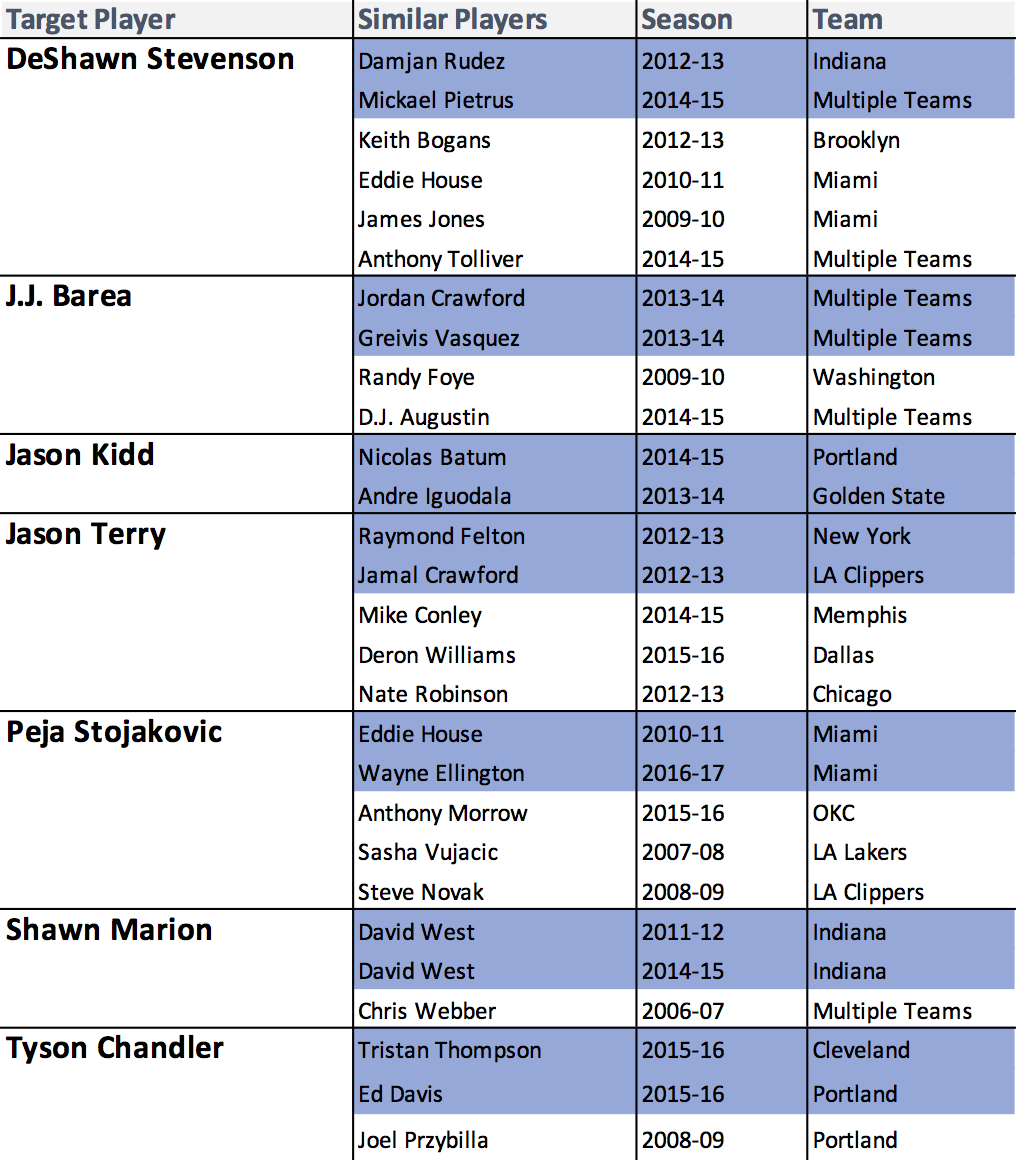 Target Player Similar Players Season Team
DeShawn Stevenson Damjan Rudez 2012-13 Indiana
Mickael Pietrus 2014-15 Multiple Teams
Keith Bogans 2012-13 Brooklyn
Eddie House 2010-11 Miami
James Jones 2009-10 Miami
Anthony Tolliver 2014-15 Multiple Teams
J.J. Barea Jordan Crawford 2013-14 Multiple Teams
Greivis Vasquez 2013-14 Multiple Teams
Randy Foye 2009-10 Washington
D.J. Augustin 2014-15 Multiple Teams
Jason Kidd Nicolas Batum 2014-15 Portland
Andre Iguodala 2013-14 Golden State
Jason Terry Raymond Felton 2012-13 New York
Jamal Crawford 2012-13 LA Clippers
Mike Conley 2014-15 Memphis
Deron Williams 2015-16 Dallas
Nate Robinson 2012-13 Chicago
Peja Stojakovic Eddie House 2010-11 Miami
Wayne Ellington 2016-17 Miami
Anthony Morrow 2015-16 OKC
Sasha Vujacic 2007-08 LA Lakers
Steve Novak 2008-09 LA Clippers
Shawn Marion David West 2011-12 Indiana
David West 2014-15 Indiana
Chris Webber 2006-07 Multiple Teams
Tyson Chandler Tristan Thompson 2015-16 Cleveland
Ed Davis 2015-16 Portland
Joel Przybilla 2008-09 Portland